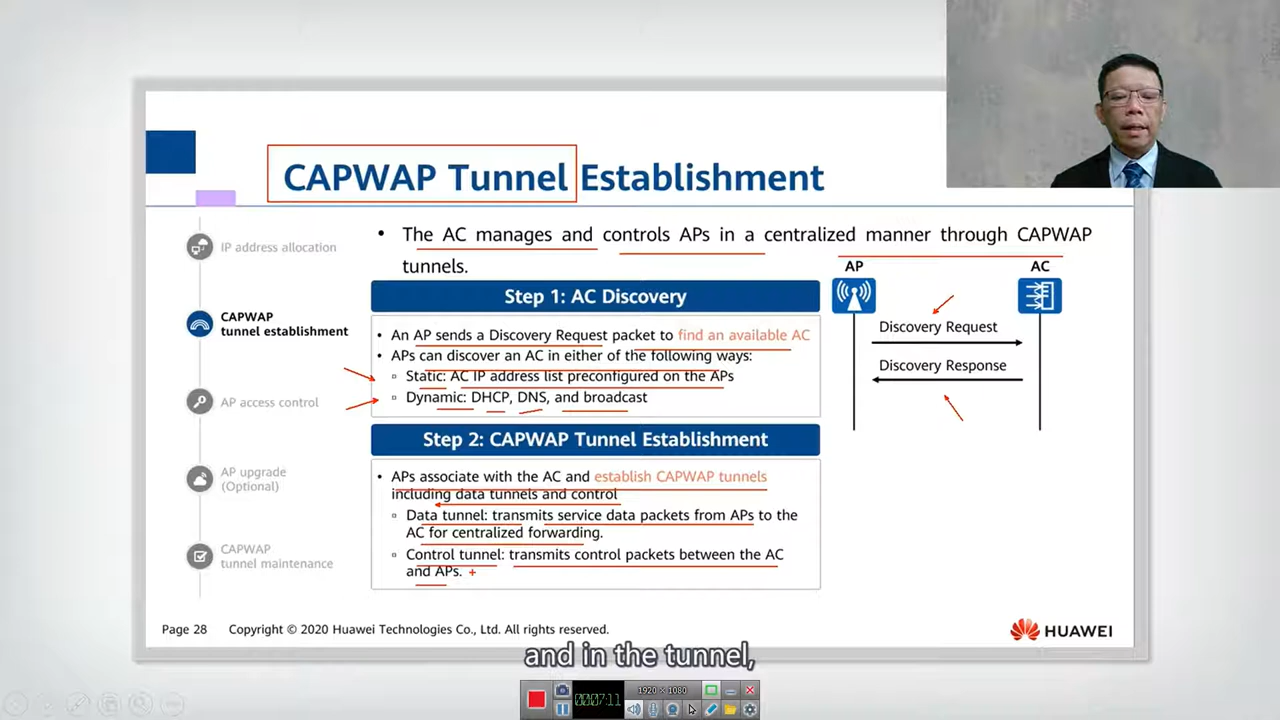 CAPWAP Tunnel Establishment
IP address allocation
CAPWAP
tunnel establishment
AP access control
AP upgrade
(Optional)
CAPWAP
tunnel maintenance
• The AC manages and controls APs in a centralized manner through CAPWAP
tunnels.
Step 1: AC Discovery
• An AP sends a Discovery Request packet to find an available AC
• APs can discover an AC in either of the following ways:
▫ Static: AC IP address list preconfigured on the APs
▫ Dynamic: DHCP, DNS, and broadcast
Step 2: CAPWAP Tunnel Establishment
• APs associate with the AC and establish CAPWAP tunnels
including data tunnels and control
▫ Data tunnel: transmits service data packets from APs to the
AC for centralized forwarding.
▫ Control tunnel: transmits control packets between the AC
and APs.
AP
AC
Discovery Request
Discovery Response
Page 28
Copyright © 2020 Huawei Technologies Co., Ltd. All rights reserved.
HUAWEI
and in the tunnel,
000:07:11
1920 x 1080